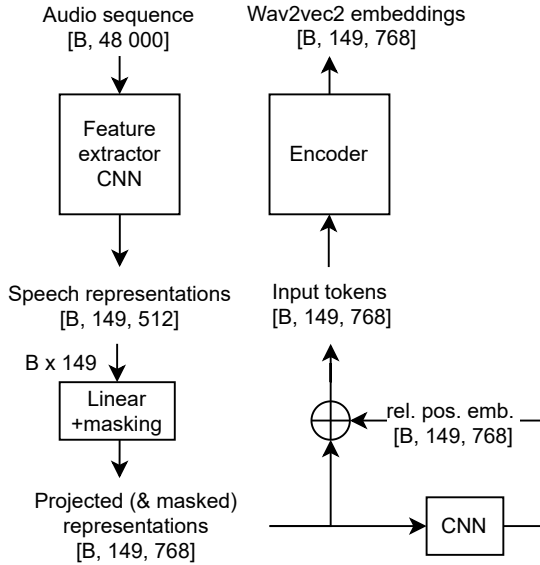 Audio sequence
[B, 48 000]
Feature
extractor
CNN
Speech representations
[B, 149, 512]
B x 149
Linear
+masking
Projected (& masked)
representations
[B, 149, 768]
Wav2vec2 embeddings
[B, 149, 768]
Encoder
Input tokens
[B, 149, 768]
rel. pos. emb.
[B, 149, 768]
CNN